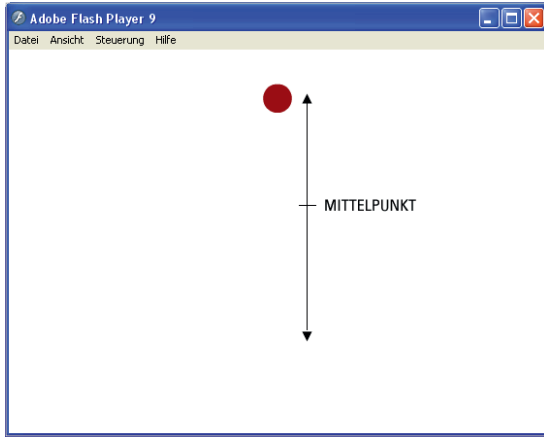 Adobe Flash Player 9
Datei Ansicht Steuerung Hilfe
MITTELPUNKT